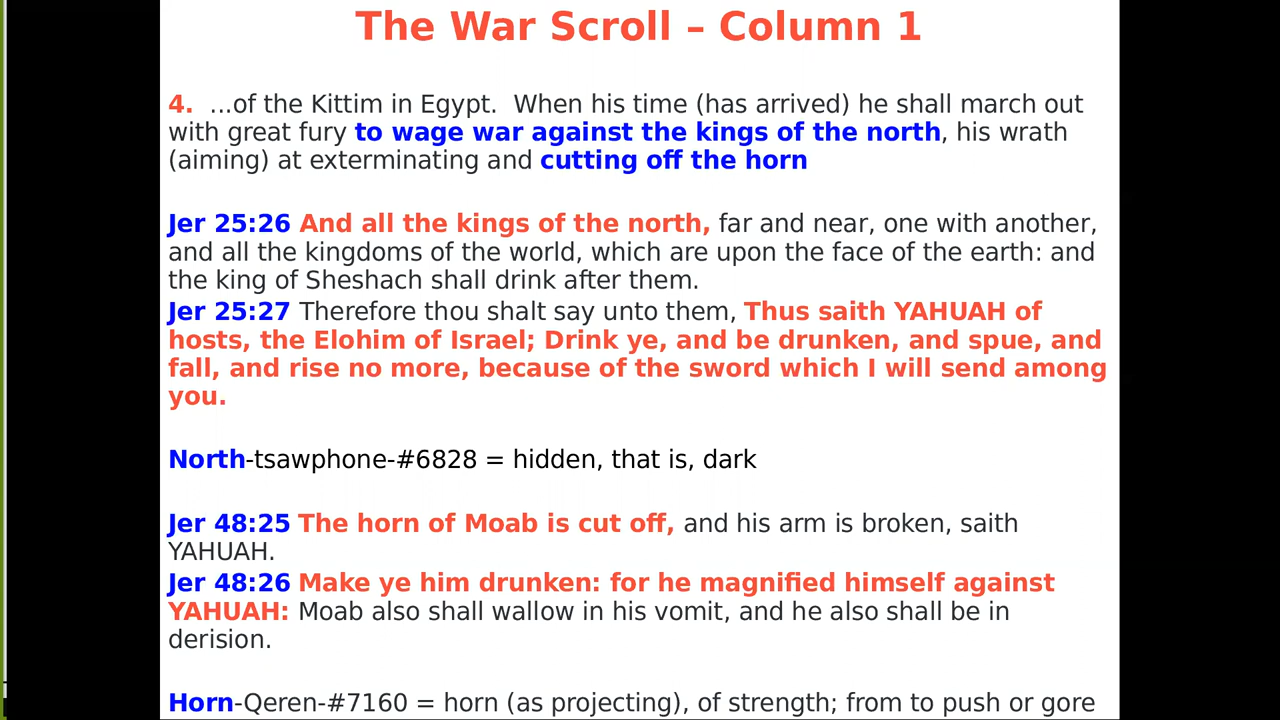 The War Scroll – Column 1
4.  ...of the Kittim in Egypt.  When his time (has arrived) he shall march out
with great fury to wage war against the kings of the north, his wrath
(aiming) at exterminating and cutting off the horn
Jer 25:26 And all the kings of the north, far and near, one with another,
and all the kingdoms of the world, which are upon the face of the earth: and
the king of Sheshach shall drink after them.
Jer 25:27 Therefore thou shalt say unto them, Thus saith YAHUAH of
hosts, the Elohim of Israel; Drink ye, and be drunken, and spue, and
fall, and rise no more, because of the sword which I will send among
you.
North-tsawphone-#6828 = hidden, that is, dark
Jer 48:25 The horn of Moab is cut off, and his arm is broken, saith
YAHUAH.
Jer 48:26 Make ye him drunken: for he magnified himself against
YAHUAH: Moab also shall wallow in his vomit, and he also shall be in
derision.
Horn-Qeren-#7160 = horn (as projecting), of strength; from to push or gore